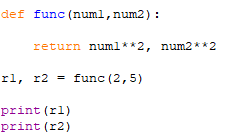 def func(num1,num2):
    return num1**2, num2**2
r1, r2 = func(2,5)
print(r1)
print(r2)